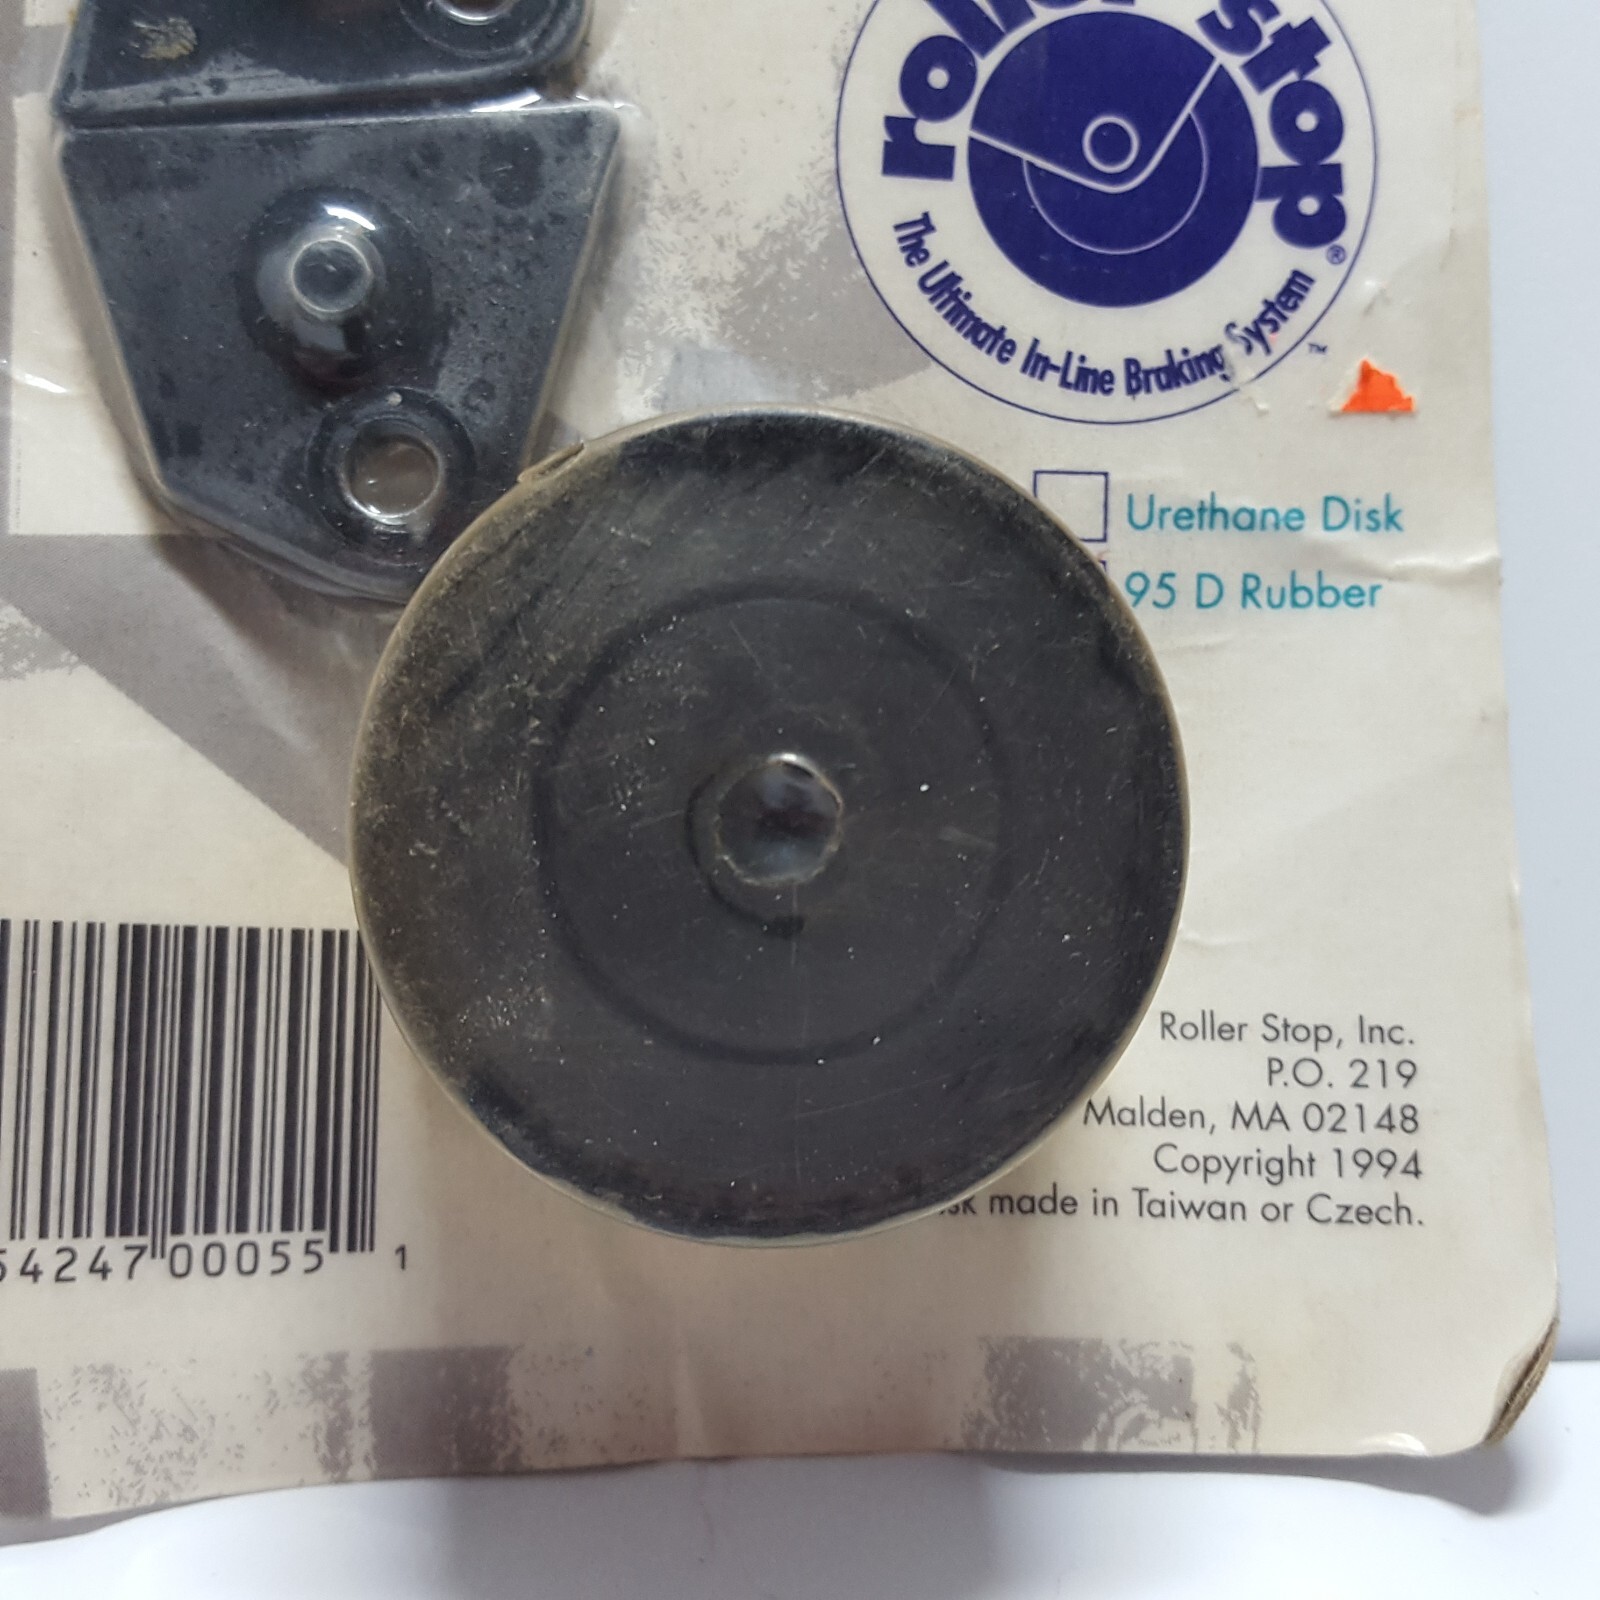 roller stop®
The Ultimate In-Line Braking System™
Urethane Disk
95 D Rubber
Roller Stop, Inc.
P.O. 219
Malden, MA 02148
Copyright 1994
made in Taiwan or Czech.
54247 00055 1